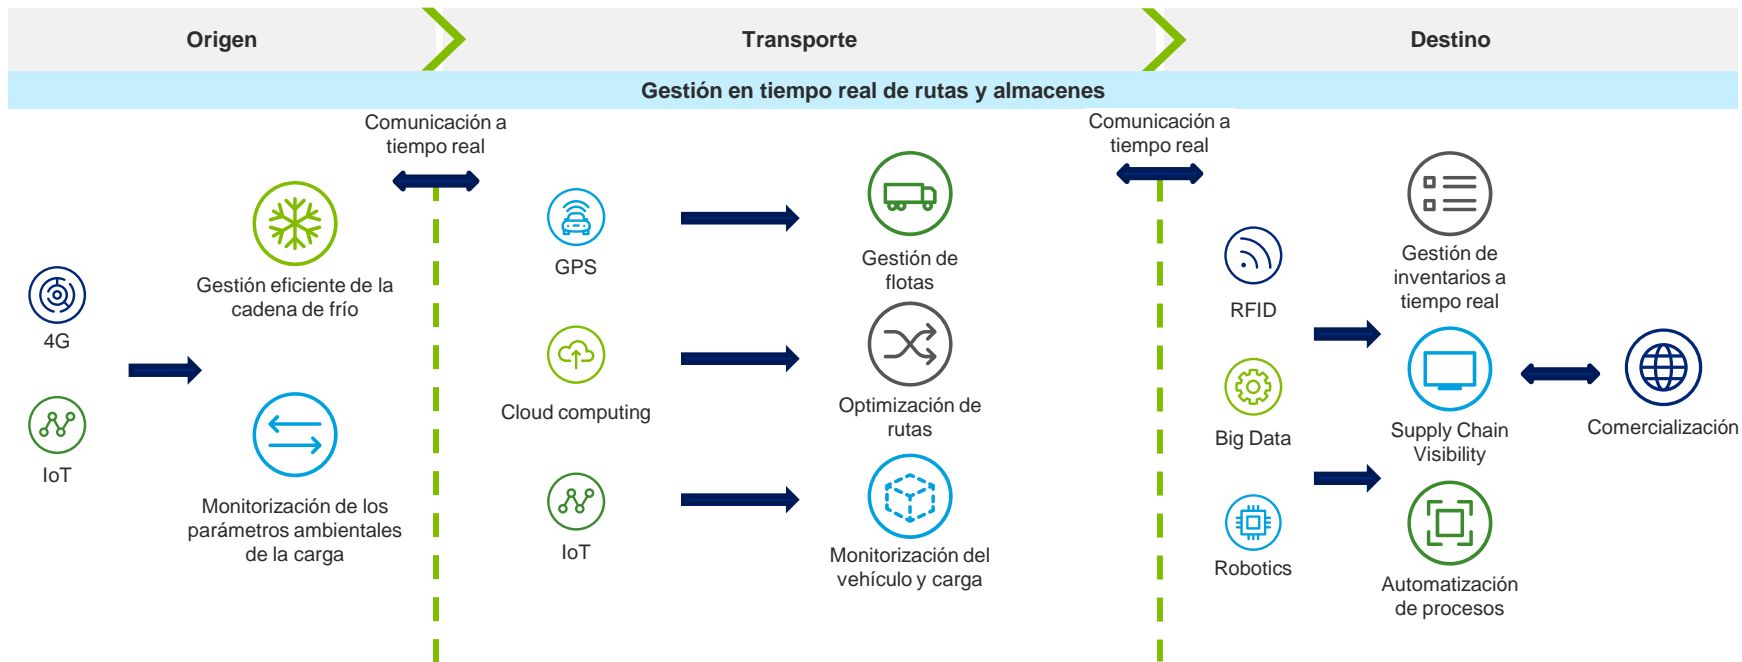 Origen
Transporte
Destino
Gestión en tiempo real de rutas y almacenes
Comunicación a
tiempo real
Comunicación a
tiempo real
4G
IoT
Gestión eficiente de la
cadena de frío
Monitorización de los
parámetros ambientales
de la carga
GPS
Cloud computing
IoT
Gestión de
flotas
Optimización de
rutas
Monitorización del
vehículo y carga
RFID
Big Data
Robotics
Gestión de
inventarios a
tiempo real
Supply Chain
Visibility
Automatización
de procesos
Comercialización